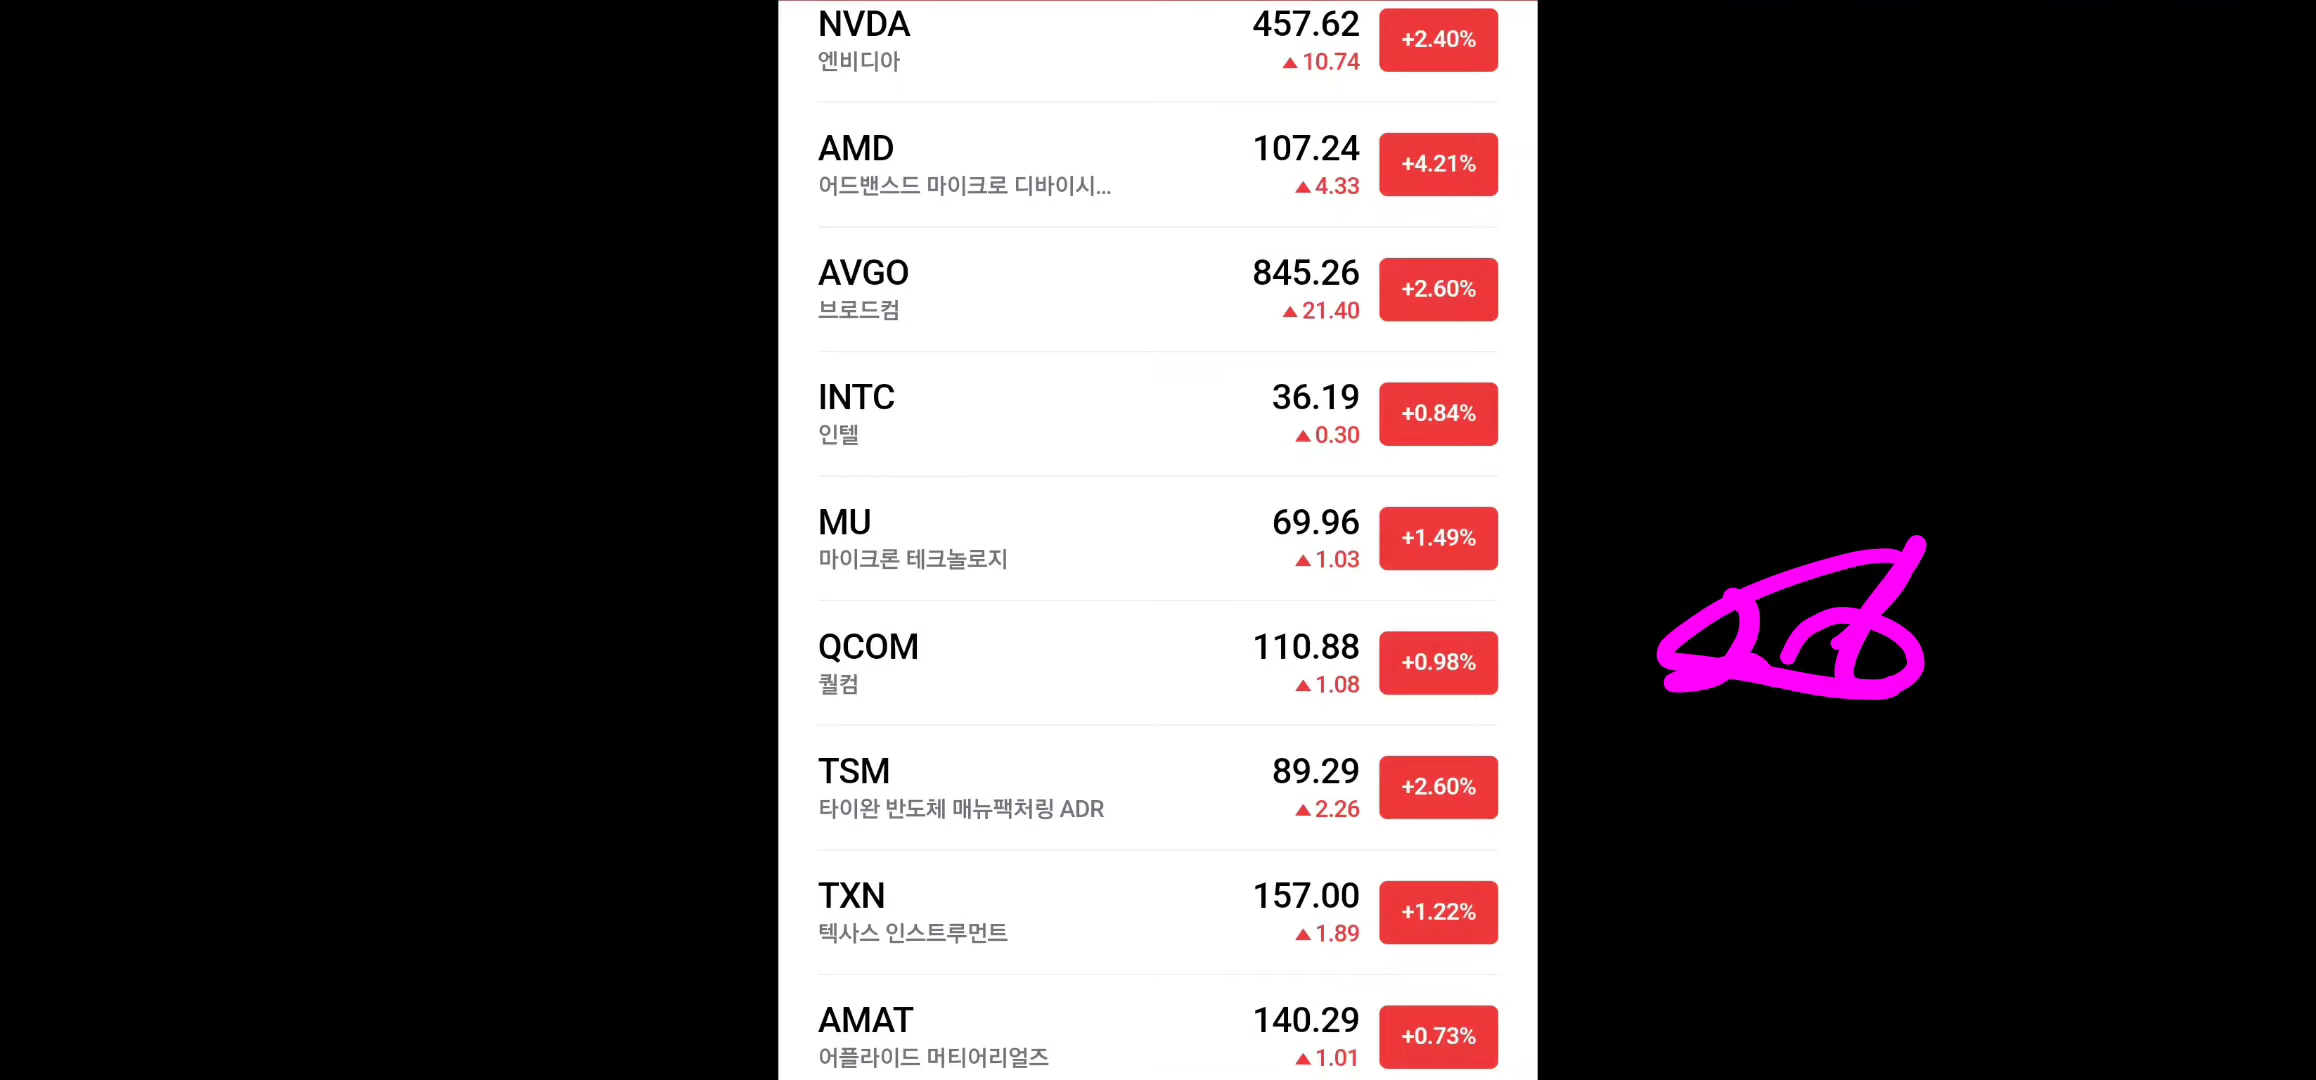 NVDA 457.62 +2.40%
엔비디아 ▲10.74
AMD 107.24 +4.21%
어드밴스드 마이크로 디바이시... ▲4.33
AVGO 845.26 +2.60%
브로드컴 ▲21.40
INTC 36.19 +0.84%
인텔 ▲0.30
MU 69.96 +1.49%
마이크론 테크놀로지 ▲1.03
QCOM 110.88 +0.98%
퀄컴 ▲1.08
TSM 89.29 +2.60%
타이완 반도체 매뉴팩처링 ADR ▲2.26
TXN 157.00 +1.22%
텍사스 인스트루먼트 ▲1.89
AMAT 140.29 +0.73%
어플라이드 머티어리얼즈 ▲1.01